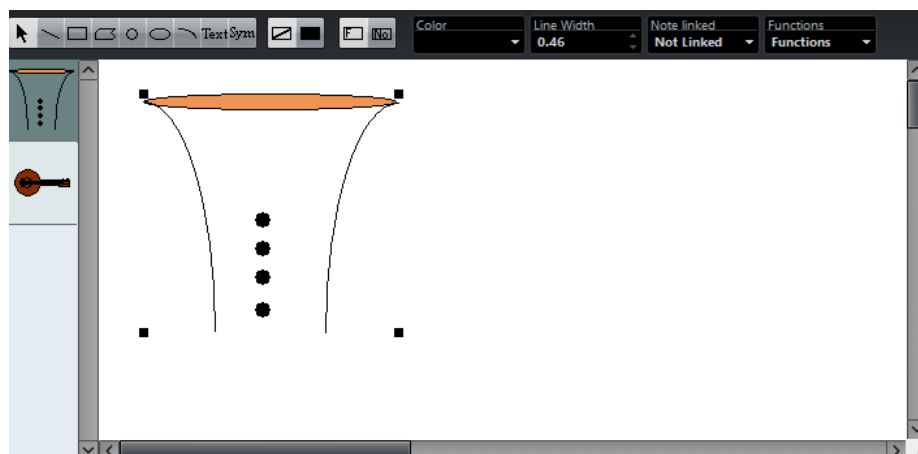 Text Sym F No
Color Line Width Note linked Functions
0.46 Not Linked Functions